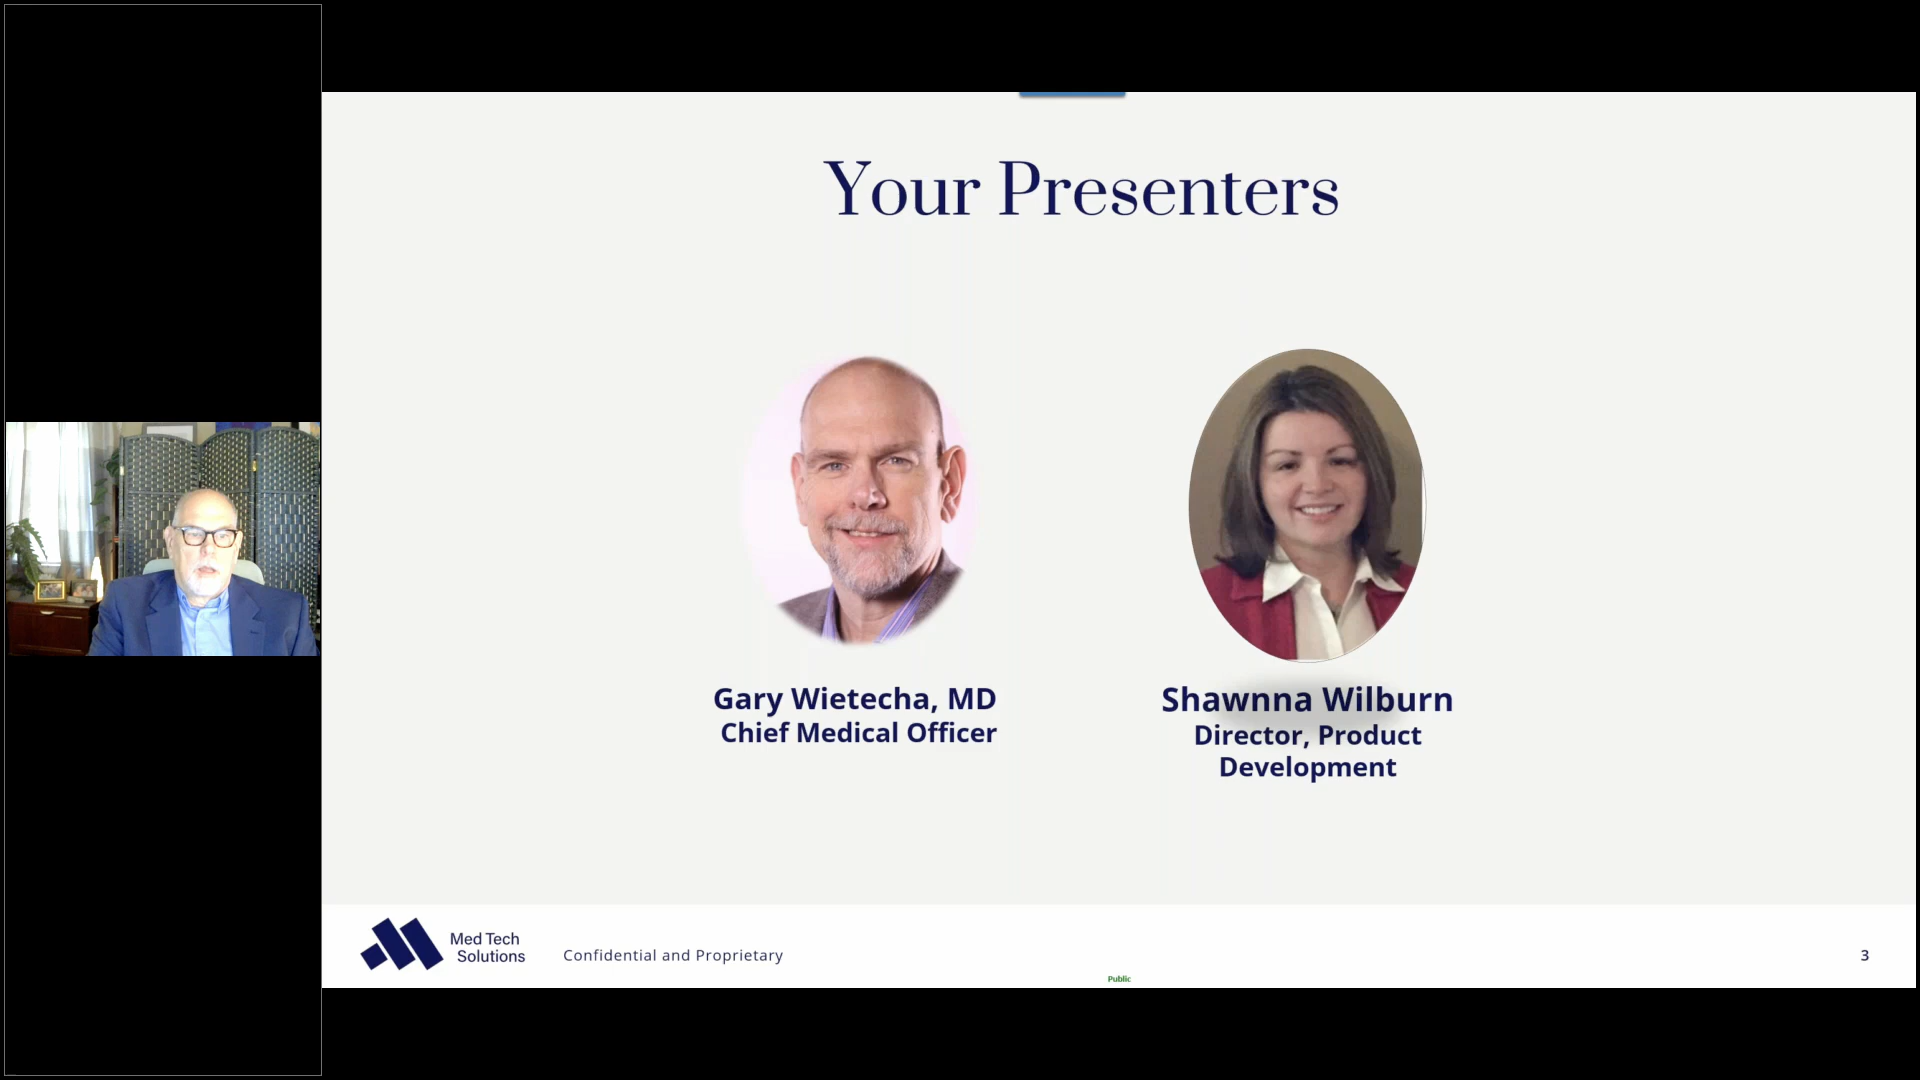 Your Presenters
Gary Wietecha, MD
Chief Medical Officer
Shawnna Wilburn
Director, Product
Development
Med Tech
Solutions
Confidential and Proprietary
3
Public